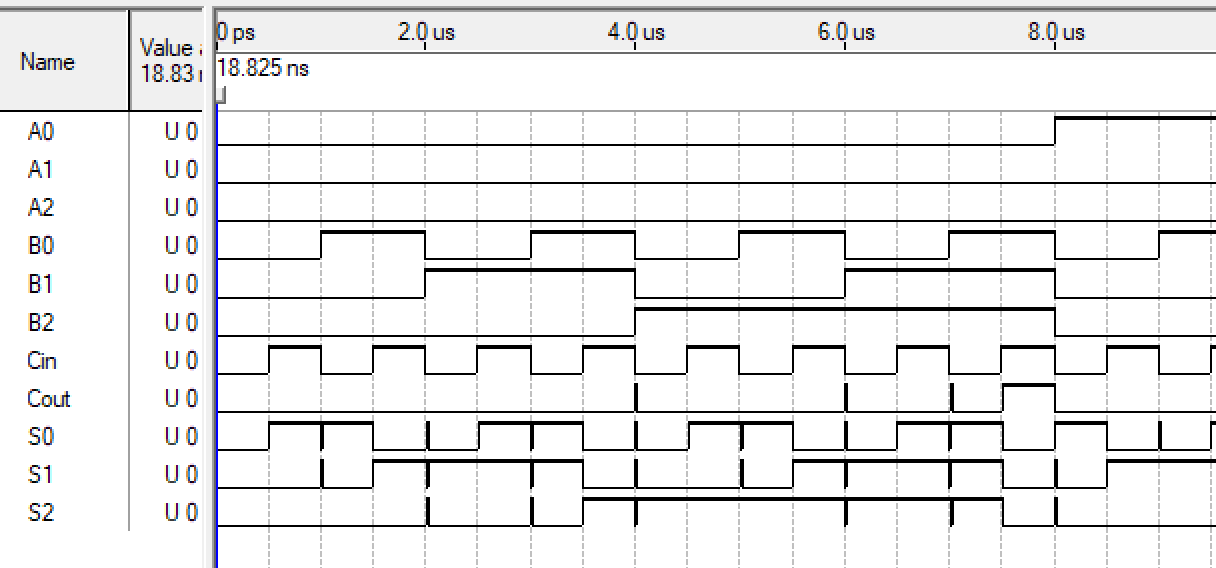 0 ps 2.0 us 4.0 us 6.0 us 8.0 us
Name
Value
18.83
18.825 ns
A0 U 0
A1 U 0
A2 U 0
B0 U 0
B1 U 0
B2 U 0
Cin U 0
Cout U 0
S0 U 0
S1 U 0
S2 U 0